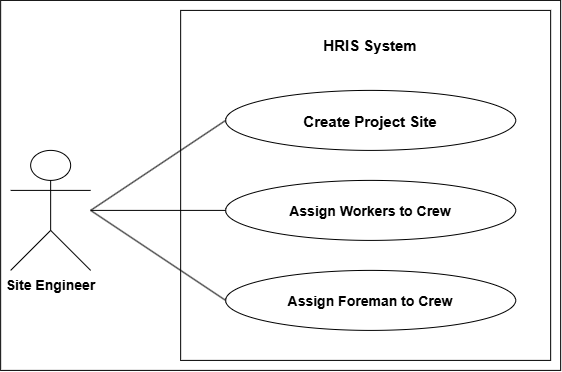 HRIS System
Create Project Site
Assign Workers to Crew
Assign Foreman to Crew
Site Engineer